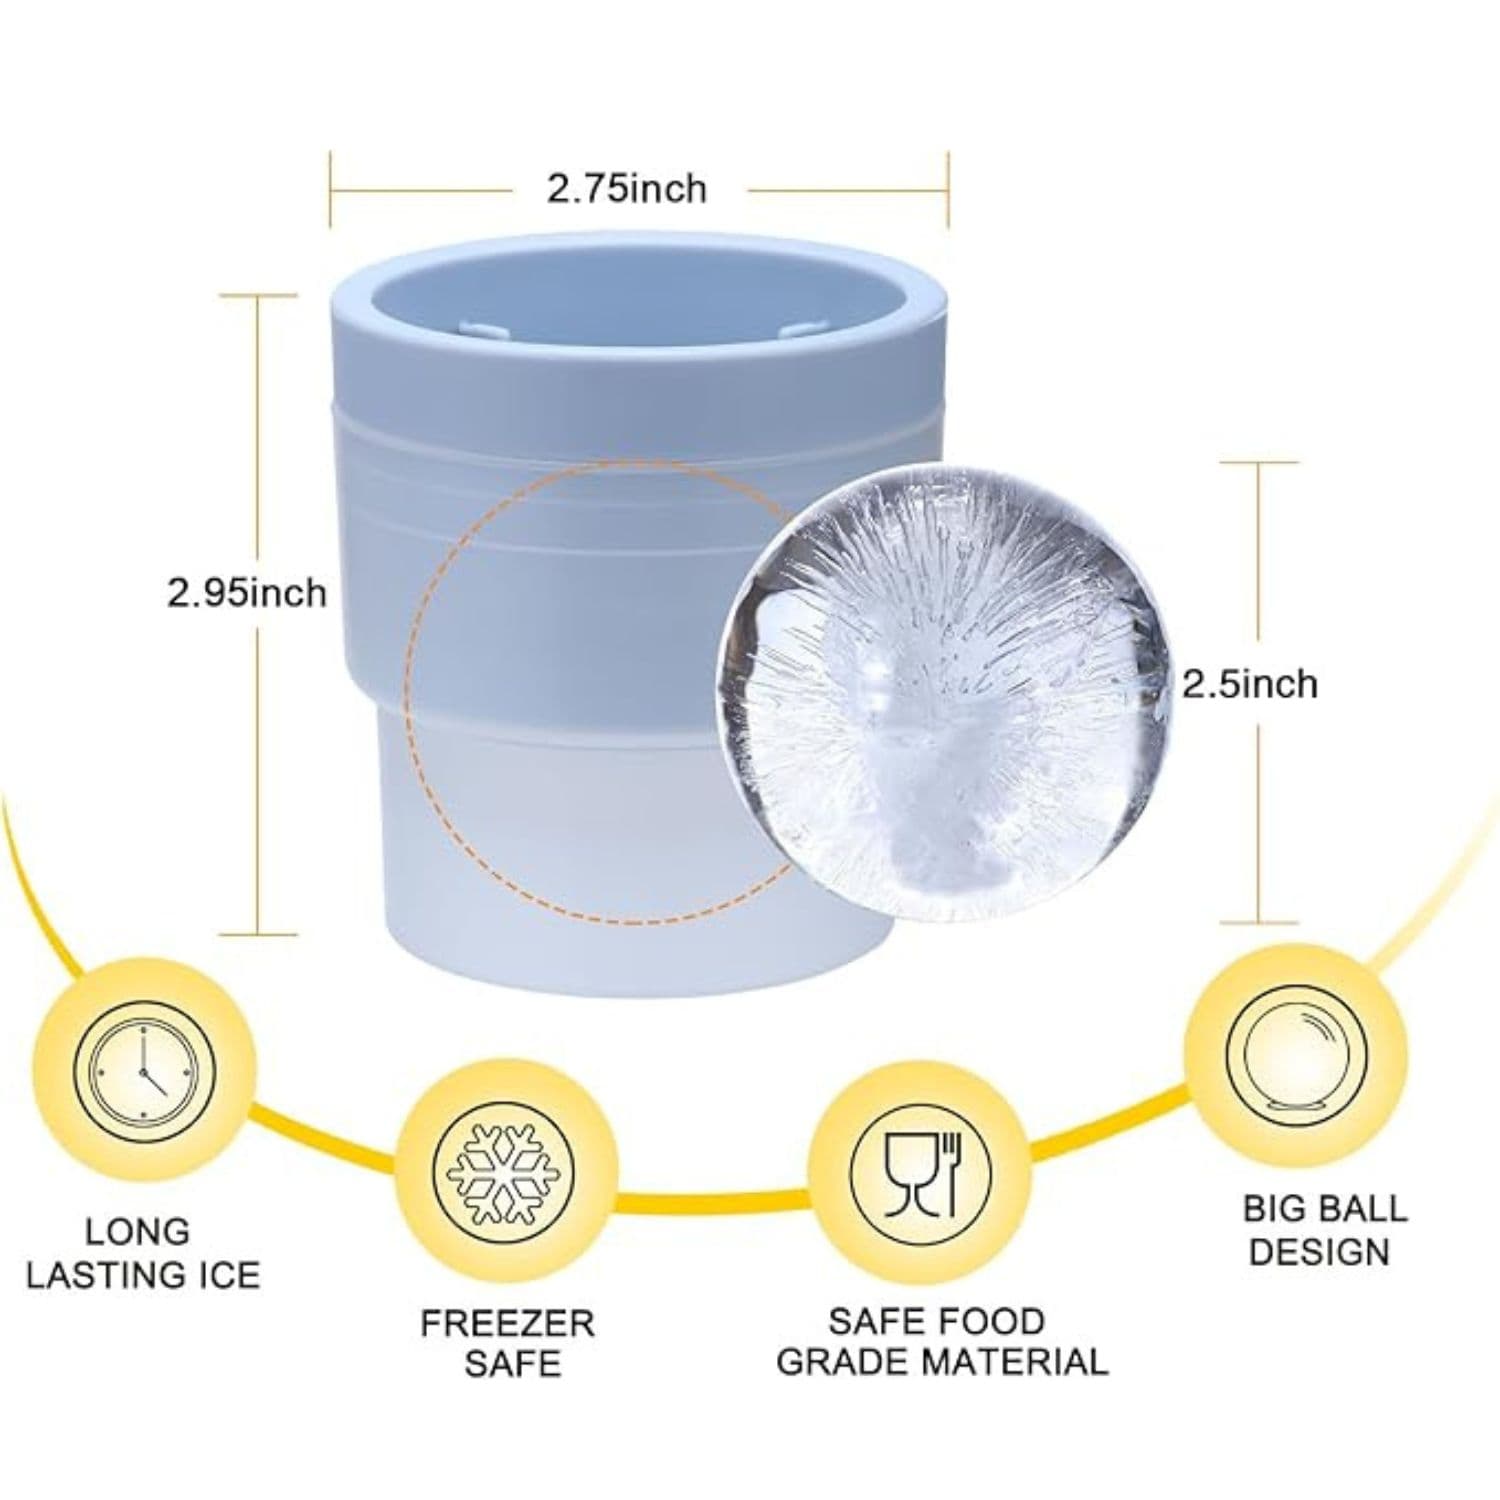 2.75inch
2.95inch
2.5inch
LONG
LASTING ICE
FREEZER
SAFE
SAFE FOOD
GRADE MATERIAL
BIG BALL
DESIGN